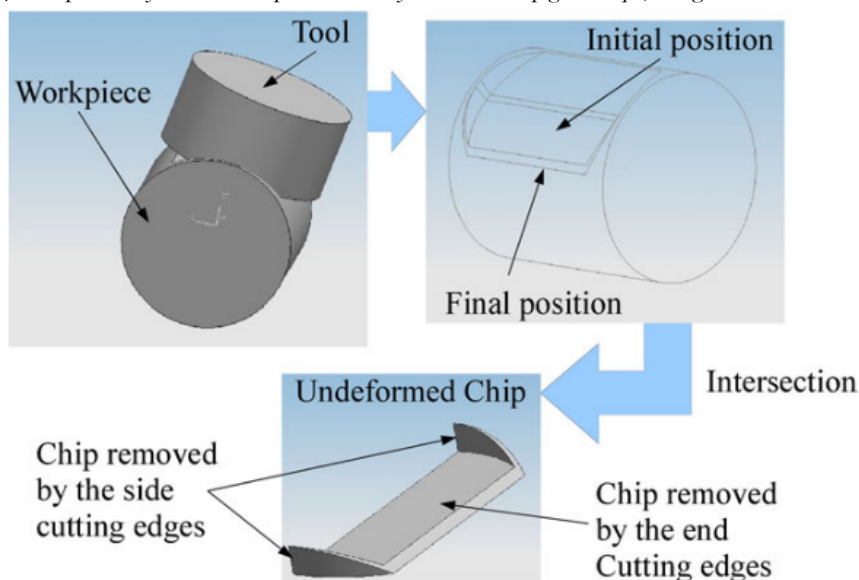 Tool
Workpiece
Initial position
Final position
Intersection
Undeformed Chip
Chip removed
by the side
cutting edges
Chip removed
by the end
Cutting edges